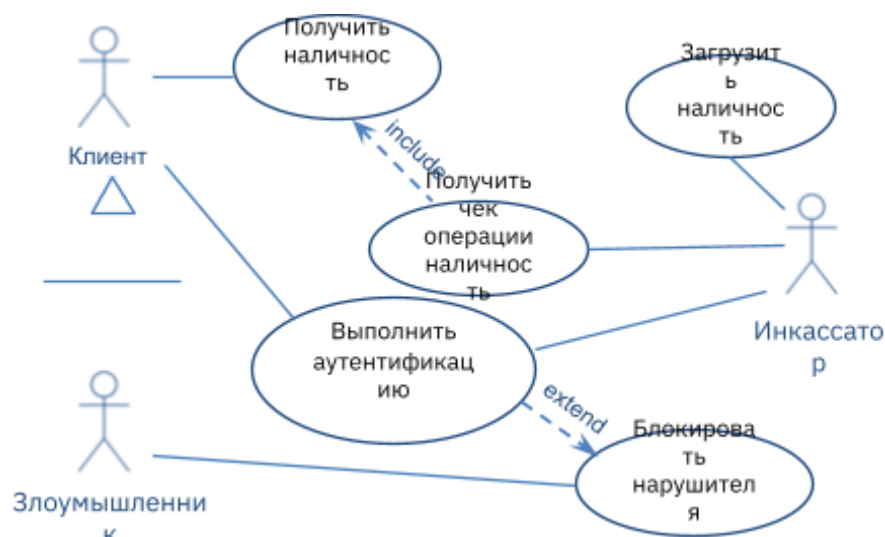 Получить
наличнос
ть
Загрузит
ь
наличнос
ть
Клиент
include
Получить
чек
операции
наличнос
ть
Инкассато
р
Выполнить
аутентификац
ию
extend
Блокирова
ть
нарушител
я
Злоумышленни
к